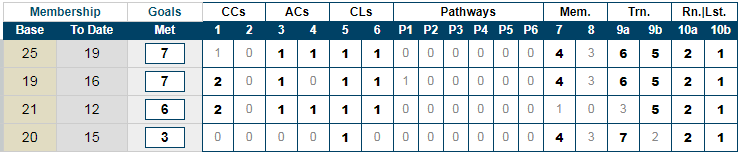 Membership Goals CCs ACs CLs Pathways Mem. Trn. Rn.|Lst.
Base To Date Met 1 2 3 4 5 6 P1 P2 P3 P4 P5 P6 7 8 9a 9b 10a 10b
25 19 7 1 0 1 1 1 1 0 0 0 0 0 0 4 3 6 5 2 1
19 16 7 2 0 1 0 1 1 1 0 0 0 0 0 4 3 6 5 2 1
21 12 6 2 0 1 1 1 1 0 0 0 0 0 0 1 0 3 5 2 1
20 15 3 0 0 0 0 1 0 0 0 0 0 0 0 4 3 7 2 2 1